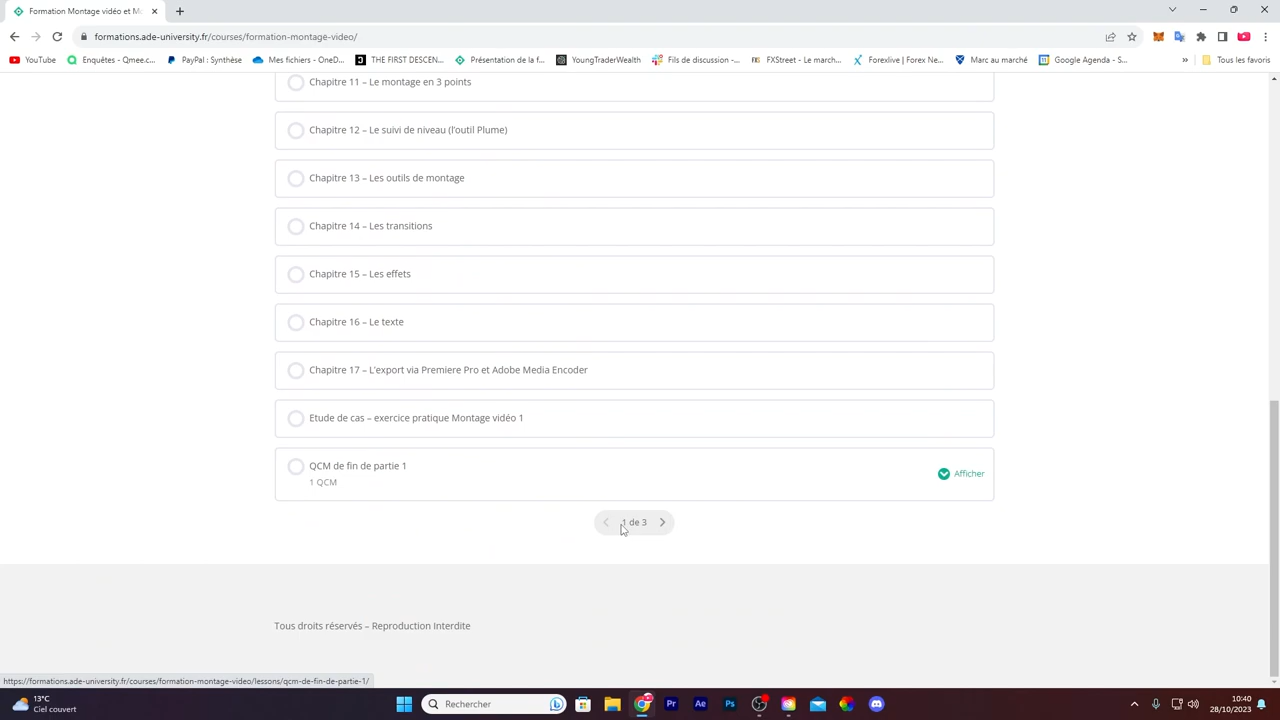 Formation Montage vidéo et Mo
formations.ade-university.fr/courses/formation-montage-video/
YouTube
Enquêtes - Qmee.c...
PayPal : Synthèse
Mes fichiers - OneD...
THE FIRST DESCEN...
Présentation de la f...
YoungTraderWealth
Fils de discussion -...
FXStreet - Le march...
Forexlive | Forex Ne...
Marc au marché
Google Agenda - S...
»
Tous les favoris
Chapitre 11 – Le montage en 3 points
Chapitre 12 – Le suivi de niveau (l'outil Plume)
Chapitre 13 – Les outils de montage
Chapitre 14 – Les transitions
Chapitre 15 – Les effets
Chapitre 16 – Le texte
Chapitre 17 – L'export via Premiere Pro et Adobe Media Encoder
Etude de cas – exercice pratique Montage vidéo 1
QCM de fin de partie 1
1 QCM
Afficher
1 de 3
Tous droits réservés – Reproduction Interdite
https://formations.ade-university.fr/courses/formation-montage-video/lessons/qcm-de-fin-de-partie-1/
13°C
Ciel couvert
Rechercher
Pr
Ae
Ps
10:40
28/10/2023